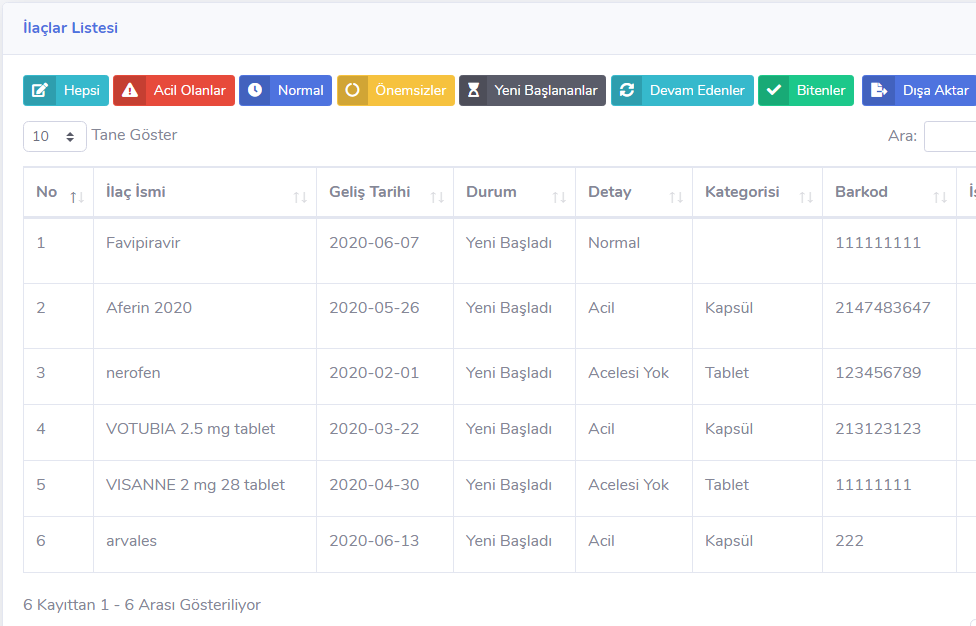 İlaçlar Listesi
Hepsi Acil Olanlar Normal Önemsizler Yeni Başlananlar Devam Edenler Bitenler Dışa Aktar
10 Tane Göster Ara:
No İlaç İsmi Geliş Tarihi Durum Detay Kategorisi Barkod
1 Favipiravir 2020-06-07 Yeni Başladı Normal 111111111
2 Aferin 2020 2020-05-26 Yeni Başladı Acil Kapsül 2147483647
3 nerofen 2020-02-01 Yeni Başladı Acelesi Yok Tablet 123456789
4 VOTUBIA 2.5 mg tablet 2020-03-22 Yeni Başladı Acil Kapsül 213123123
5 VISANNE 2 mg 28 tablet 2020-04-30 Yeni Başladı Acelesi Yok Tablet 11111111
6 arvales 2020-06-13 Yeni Başladı Acil Kapsül 222
6 Kayıttan 1 - 6 Arası Gösteriliyor